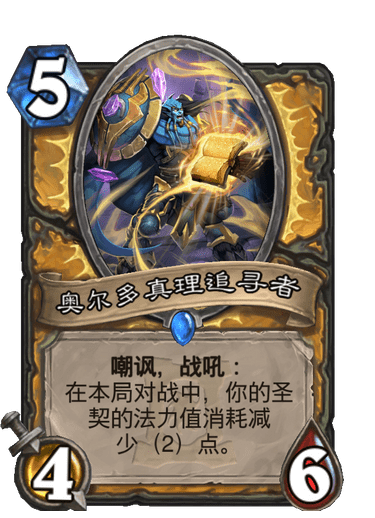 5
奥尔多真理追寻者
嘲讽，战吼：
在本局对战中，你的圣
契的法力值消耗减
少（2）点。
4
6